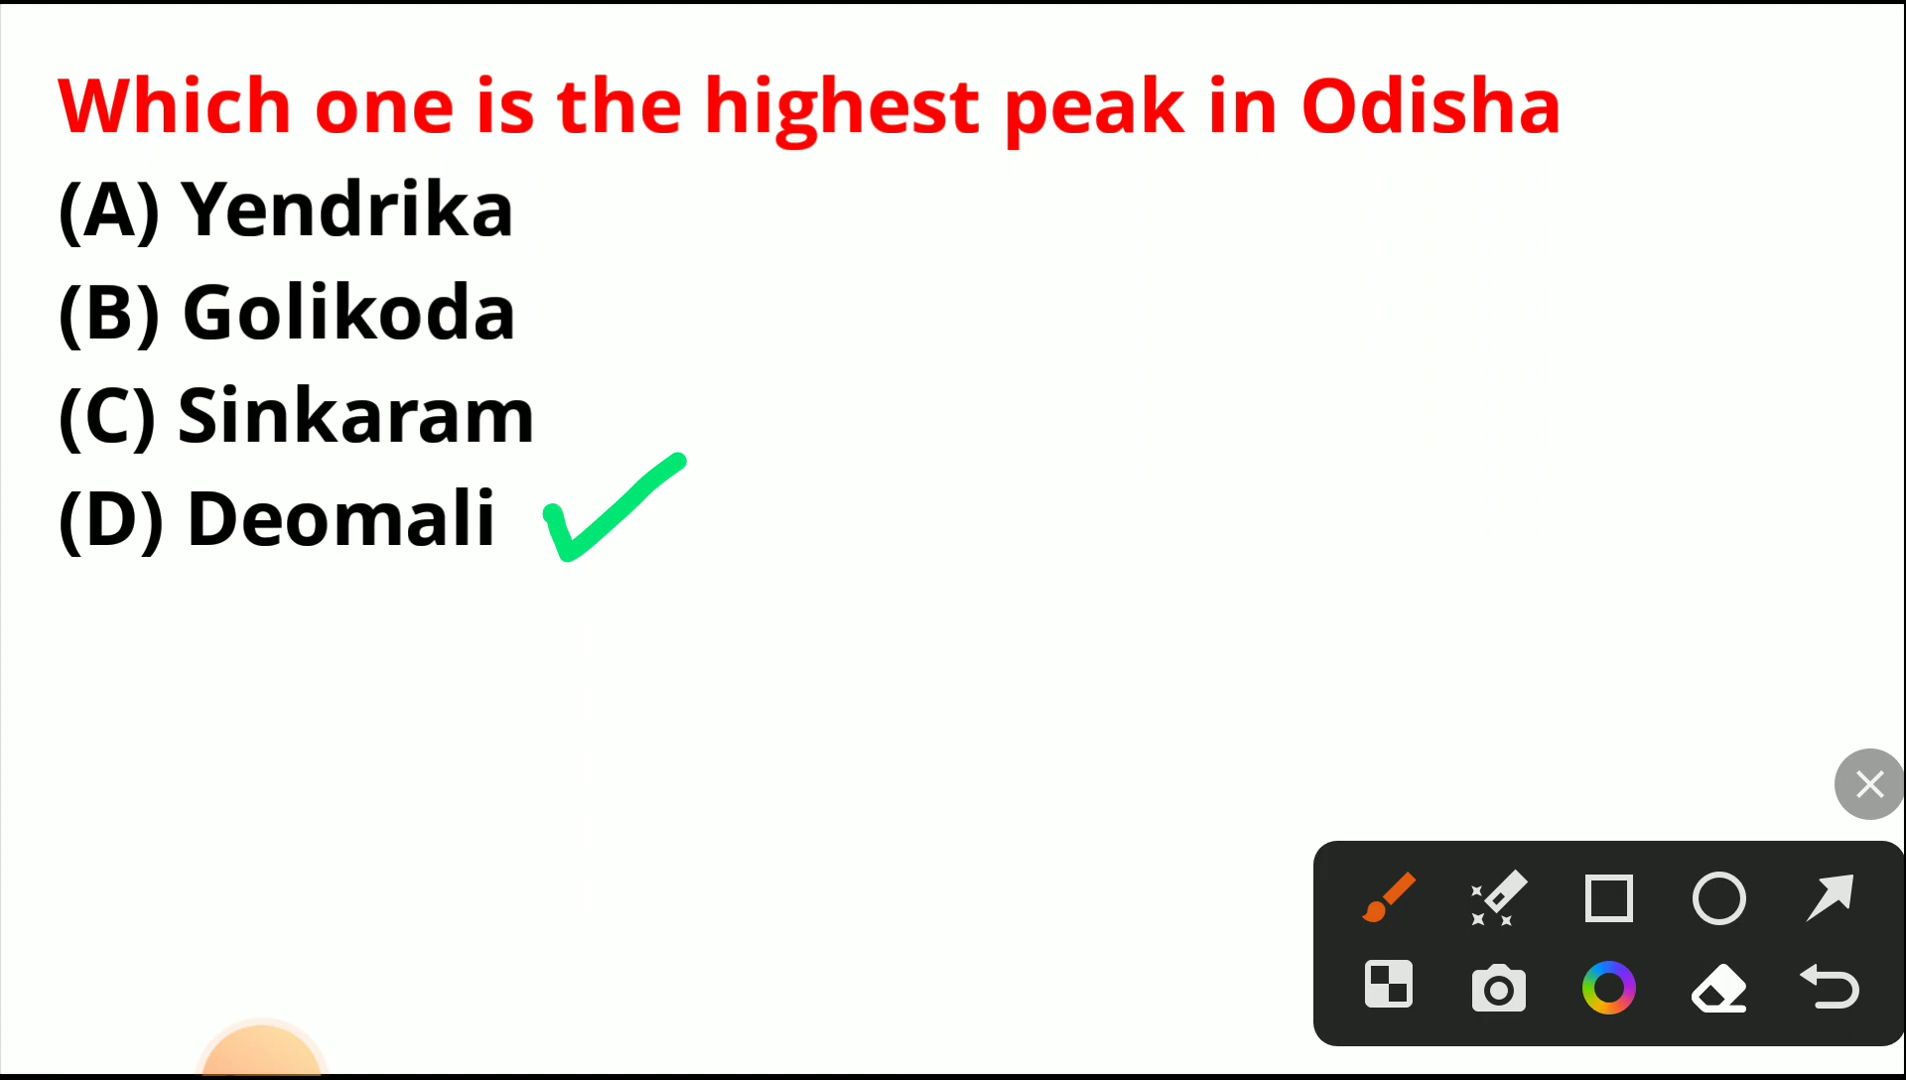 Which one is the highest peak in Odisha
(A) Yendrika
(B) Golikoda
(C) Sinkaram
(D) Deomali